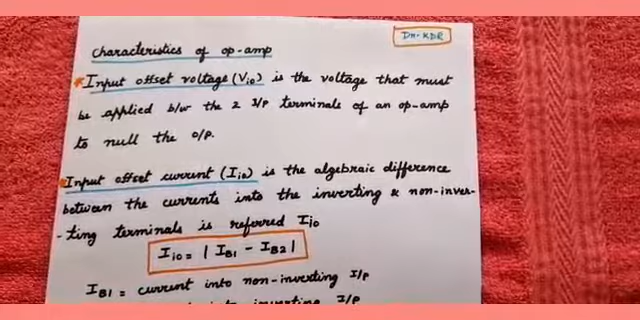 Dr-KDR
characteristics of op-amp
*Input offset voltage (Vio) is the voltage that must
be applied b/w the 2 I/P terminals of an op-amp
to null the O/P.
*Input offset current (Iio) is the algebraic difference
between the currents into the inverting & non-inver-
-ting terminals is referred Iio
Iio = | IB1 - IB2 |
IB1 = current into non-inverting I/P
inverting I/P